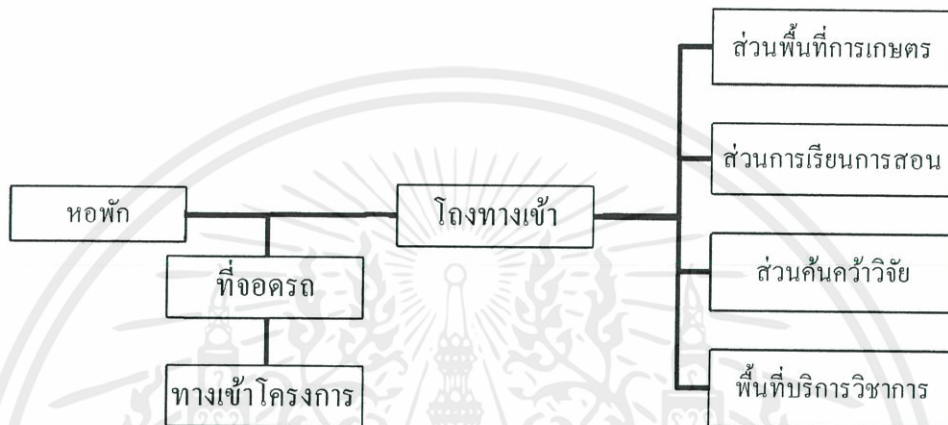 ส่วนพื้นที่การเกษตร
ส่วนการเรียนการสอน
หอพัก
โถงทางเข้า
ที่จอดรถ
ส่วนค้นคว้าวิจัย
ทางเข้าโครงการ
พื้นที่บริการวิชาการ